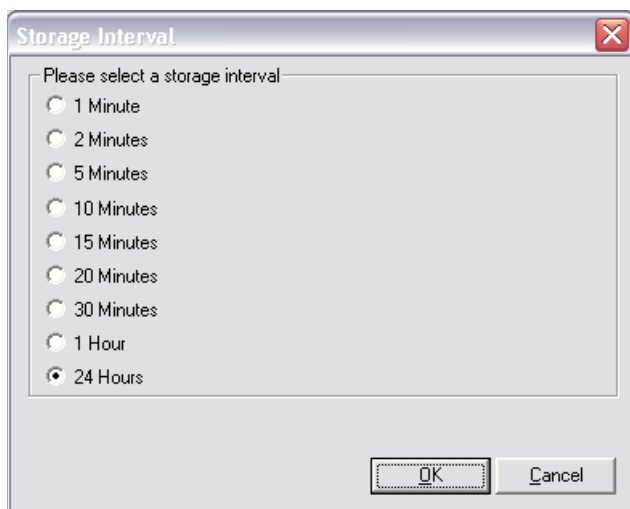 Storage Interval
Please select a storage interval
1 Minute
2 Minutes
5 Minutes
10 Minutes
15 Minutes
20 Minutes
30 Minutes
1 Hour
24 Hours
OK
Cancel